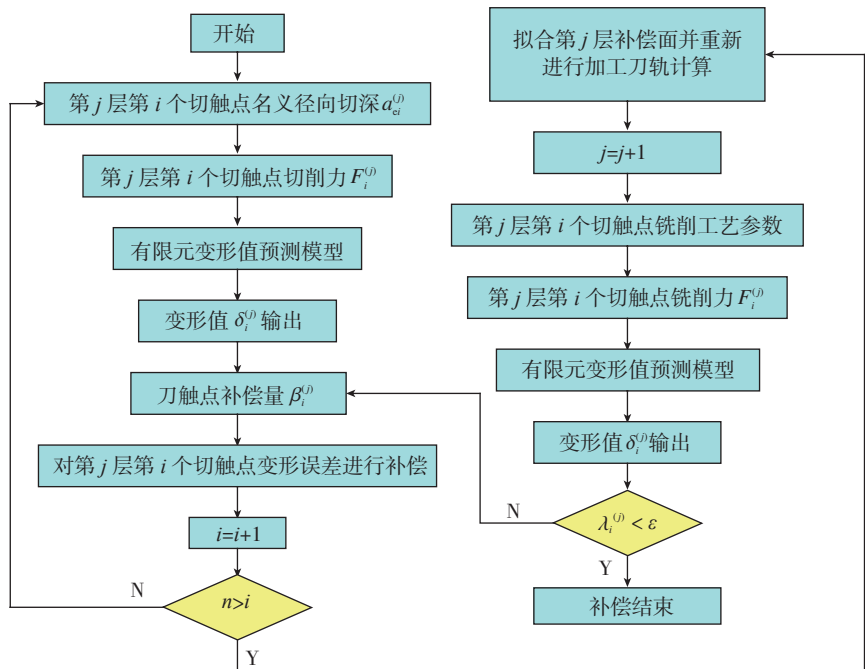 开始
第 j 层第 i 个切触点名义径向切深 a_{ei}^{(j)}
第 j 层第 i 个切触点切削力 F_i^{(j)}
有限元变形值预测模型
变形值 δ_i^{(j)} 输出
刀触点补偿量 β_i^{(j)}
对第 j 层第 i 个切触点变形误差进行补偿
i=i+1
N
n>i
Y
拟合第 j 层补偿面并重新
进行加工刀轨计算
j=j+1
第 j 层第 i 个切触点铣削工艺参数
第 j 层第 i 个切触点铣削力 F_i^{(j)}
有限元变形值预测模型
变形值 δ_i^{(j)} 输出
N
λ_i^{(j)} < ε
Y
补偿结束